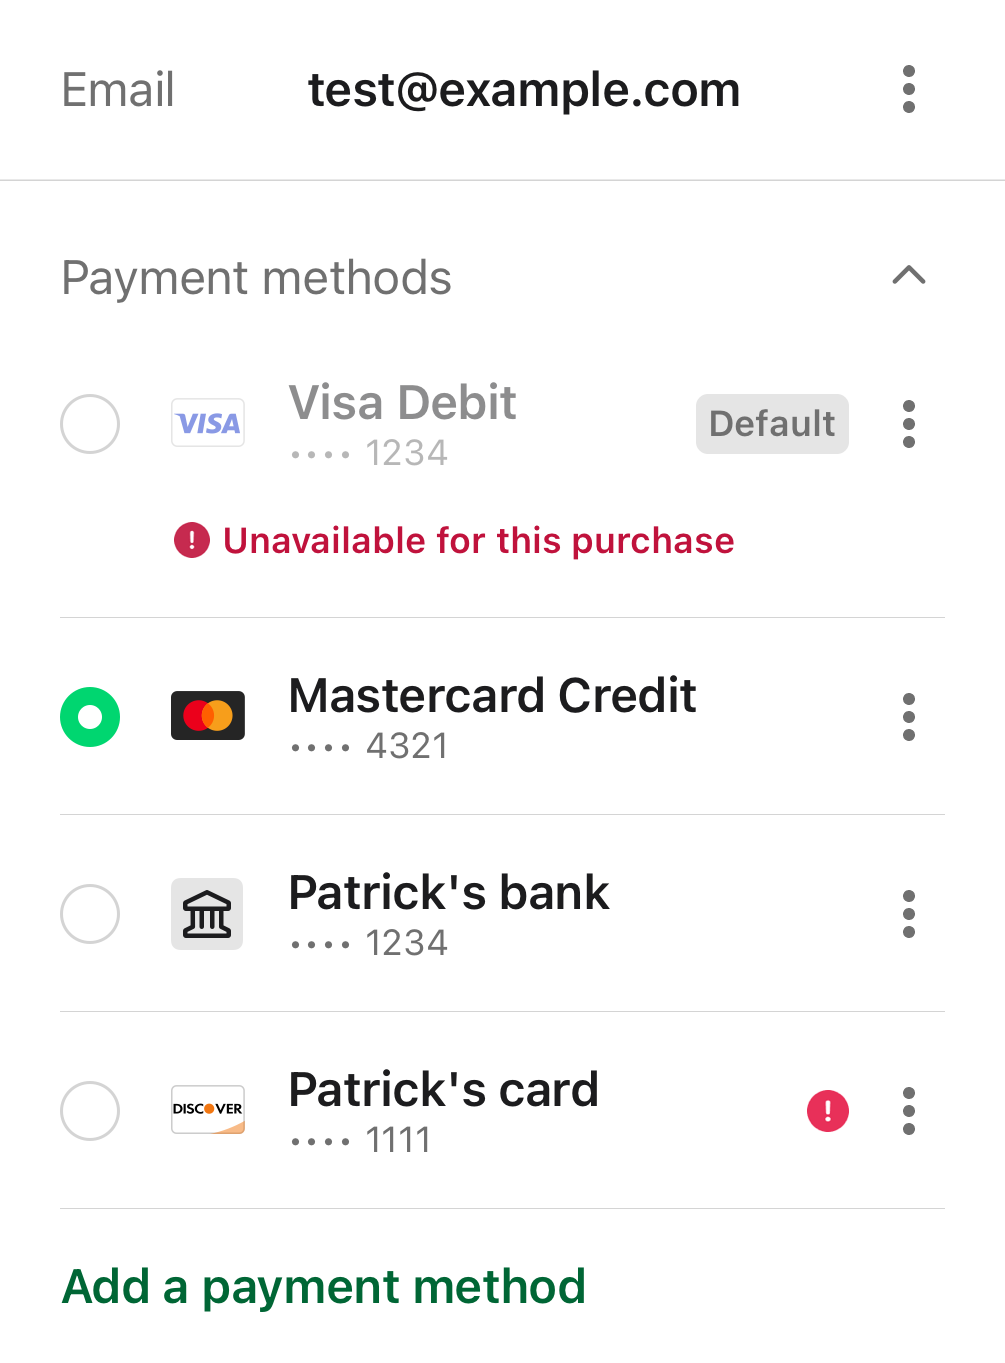 Email test@example.com
Payment methods
VISA Visa Debit Default
•••• 1234
! Unavailable for this purchase
Mastercard Credit
•••• 4321
Patrick's bank
•••• 1234
DISCOVER Patrick's card !
•••• 1111
Add a payment method